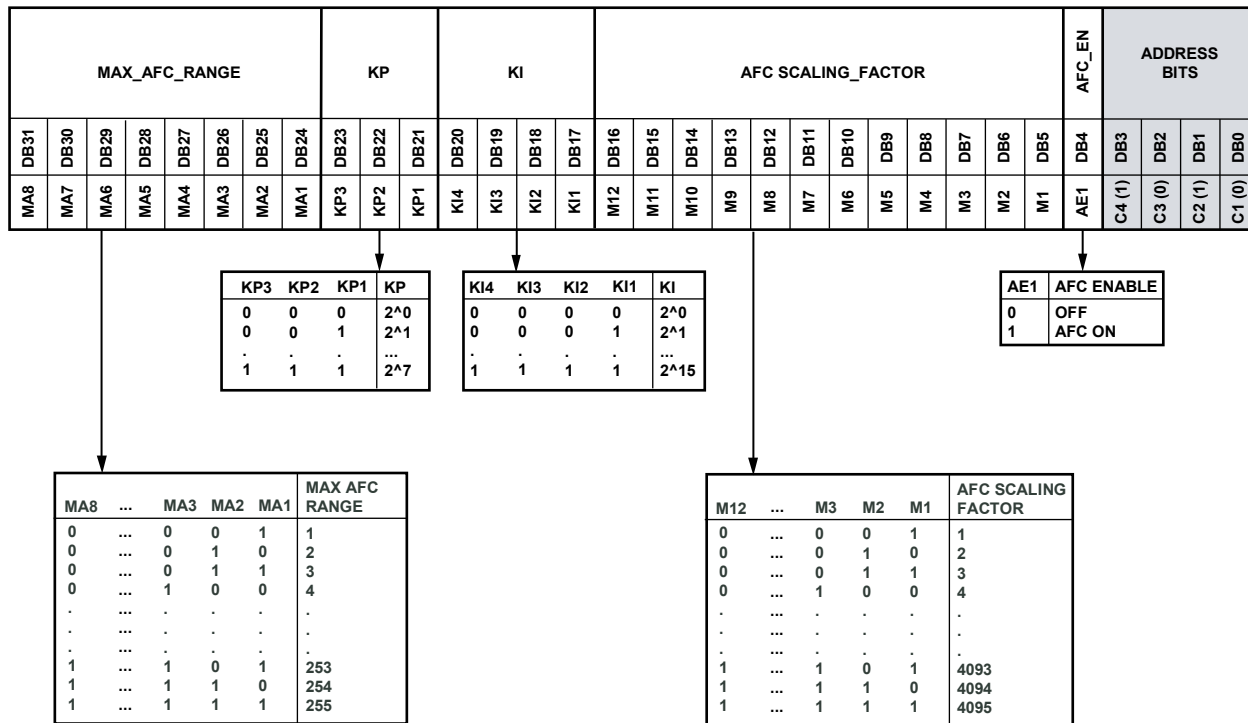 MAX_AFC_RANGE KP KI AFC SCALING_FACTOR AFC_EN ADDRESS
BITS
DB31 DB30 DB29 DB28 DB27 DB26 DB25 DB24 DB23 DB22 DB21 DB20 DB19 DB18 DB17 DB16 DB15 DB14 DB13 DB12 DB11 DB10 DB9 DB8 DB7 DB6 DB5 DB4 DB3 DB2 DB1 DB0
MA8 MA7 MA6 MA5 MA4 MA3 MA2 MA1 KP3 KP2 KP1 KI4 KI3 KI2 KI1 M12 M11 M10 M9 M8 M7 M6 M5 M4 M3 M2 M1 AE1 C4 (1) C3 (0) C2 (1) C1 (0)
KP3 KP2 KP1 KP
0 0 0 2^0
0 0 1 2^1
. . . ...
1 1 1 2^7
KI4 KI3 KI2 KI1 KI
0 0 0 0 2^0
0 0 0 1 2^1
. . . . ...
1 1 1 1 2^15
AE1 AFC ENABLE
0 OFF
1 AFC ON
MA8 ... MA3 MA2 MA1 MAX AFC
RANGE
0 ... 0 0 1 1
0 ... 0 1 0 2
0 ... 0 1 1 3
0 ... 1 0 0 4
. ... . . . .
. ... . . . .
. ... . . . .
1 ... 1 0 1 253
1 ... 1 1 0 254
1 ... 1 1 1 255
M12 ... M3 M2 M1 AFC SCALING
FACTOR
0 ... 0 0 1 1
0 ... 0 1 0 2
0 ... 0 1 1 3
0 ... 1 0 0 4
. ... . . . .
. ... . . . .
. ... . . . .
1 ... 1 0 1 4093
1 ... 1 1 0 4094
1 ... 1 1 1 4095